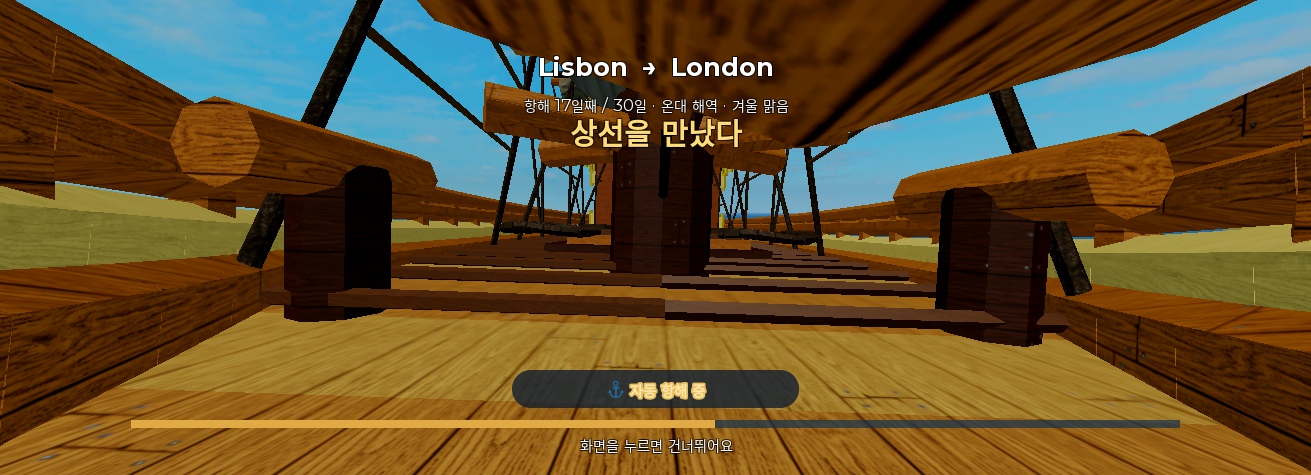 Lisbon → London
항해 17일째 / 30일 · 온대 해역 · 겨울 맑음
상선을 만났다
⚓ 자동 항해 중
화면을 누르면 건너뛰어요